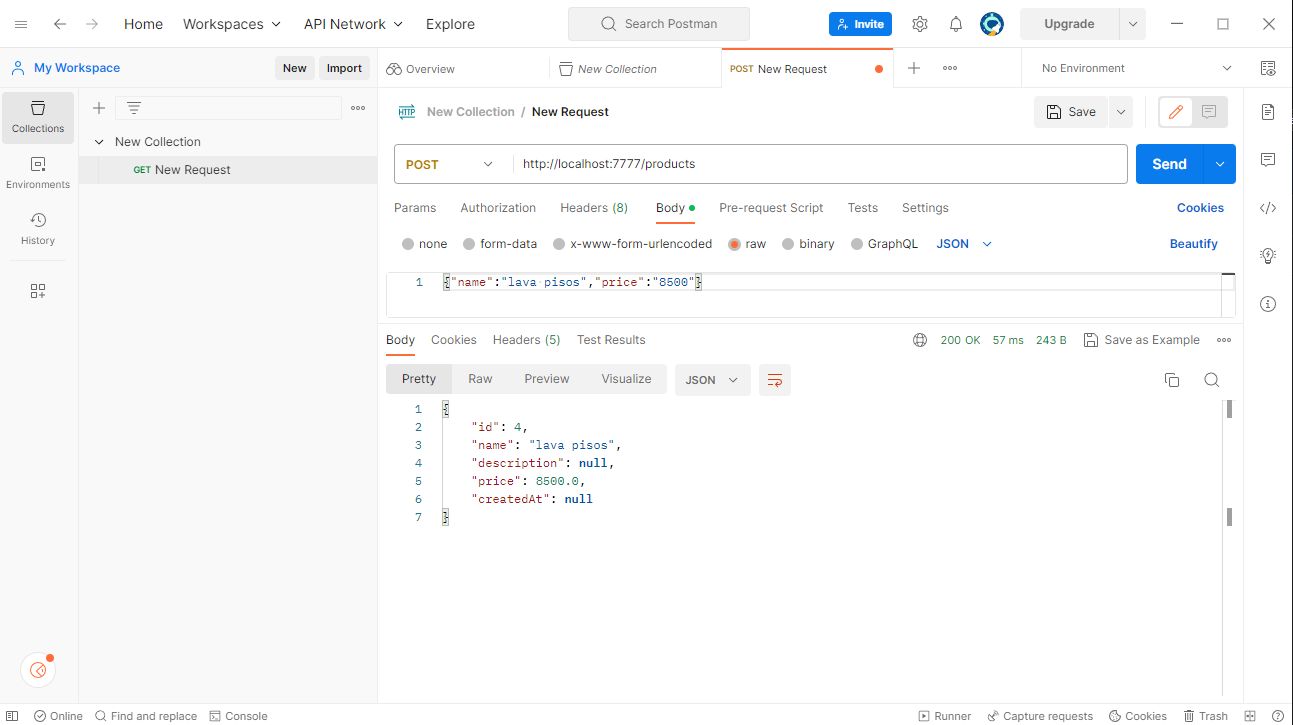 Home Workspaces API Network Explore Search Postman Invite Upgrade
My Workspace New Import Overview New Collection POST New Request No Environment
Collections
Environments
History
New Collection
GET New Request
HTTP New Collection / New Request Save
POST http://localhost:7777/products Send
Params Authorization Headers (8) Body Pre-request Script Tests Settings Cookies
none form-data x-www-form-urlencoded raw binary GraphQL JSON Beautify
1 {"name":"lava pisos","price":"8500"}
Body Cookies Headers (5) Test Results 200 OK 57 ms 243 B Save as Example
Pretty Raw Preview Visualize JSON
1 {
2 "id": 4,
3 "name": "lava pisos",
4 "description": null,
5 "price": 8500.0,
6 "createdAt": null
7 }
Online Find and replace Console Runner Capture requests Cookies Trash